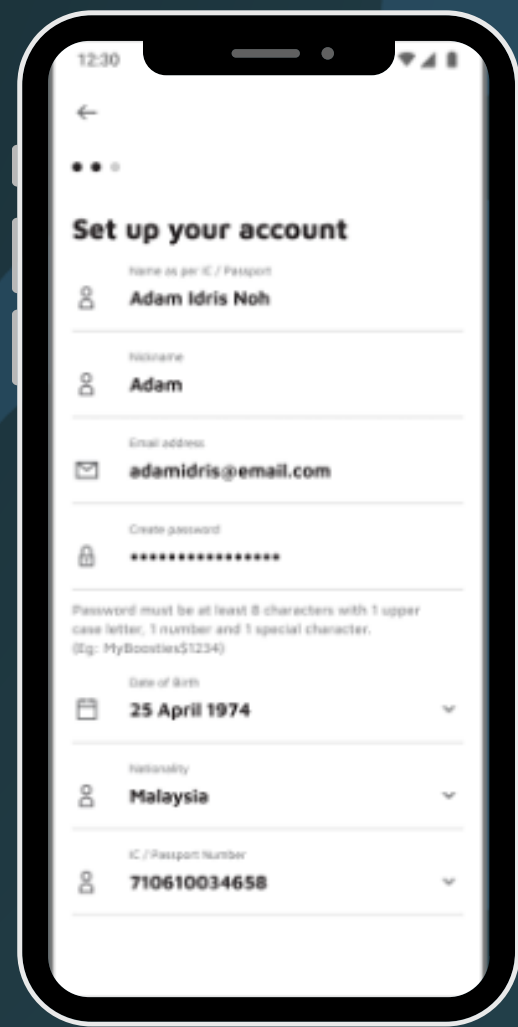 12:30
Set up your account
Name as per IC / Passport
Adam Idris Noh
Nickname
Adam
Email address
adamidris@email.com
Create password
••••••••••••••••
Password must be at least 8 characters with 1 upper
case letter, 1 number and 1 special character.
(Eg: MyBoosties$1234)
Date of Birth
25 April 1974
Nationality
Malaysia
IC / Passport Number
710610034658